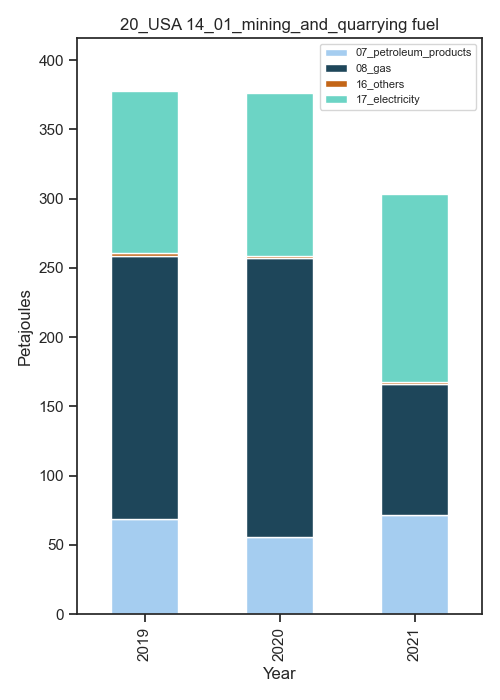 20_USA 14_01_mining_and_quarrying fuel
07_petroleum_products
08_gas
16_others
17_electricity
400
350
300
250
200
150
100
50
0
Petajoules
2019
2020
2021
Year